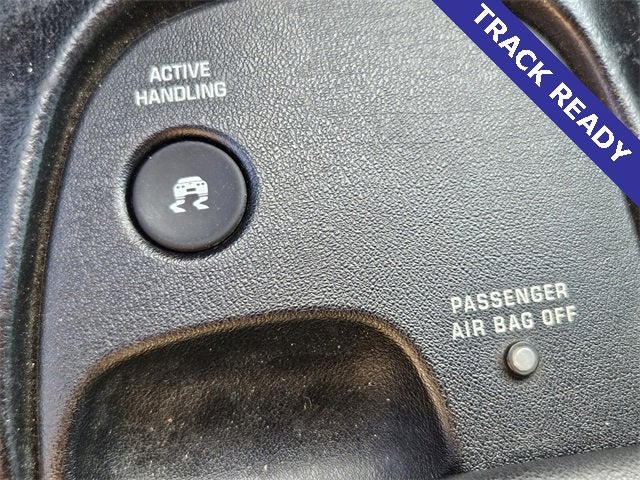 TRACK READY
ACTIVE
HANDLING
PASSENGER
AIR BAG OFF